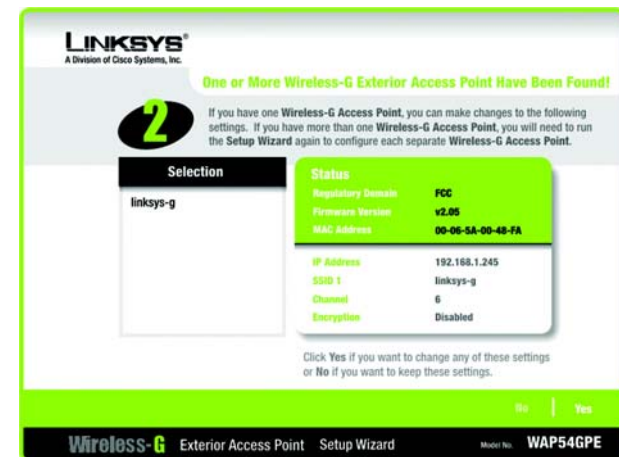 LINKSYS®
A Division of Cisco Systems, Inc.
One or More Wireless-G Exterior Access Point Have Been Found!
2
If you have one Wireless-G Access Point, you can make changes to the following
settings. If you have more than one Wireless-G Access Point, you will need to run
the Setup Wizard again to configure each separate Wireless-G Access Point.
Selection
linksys-g
Status
Regulatory Domain FCC
Firmware Version v2.05
MAC Address 00-06-5A-00-48-FA
IP Address 192.168.1.245
SSID 1 linksys-g
Channel 6
Encryption Disabled
Click Yes if you want to change any of these settings
or No if you want to keep these settings.
No | Yes
Wireless-G Exterior Access Point Setup Wizard Model No. WAP54GPE